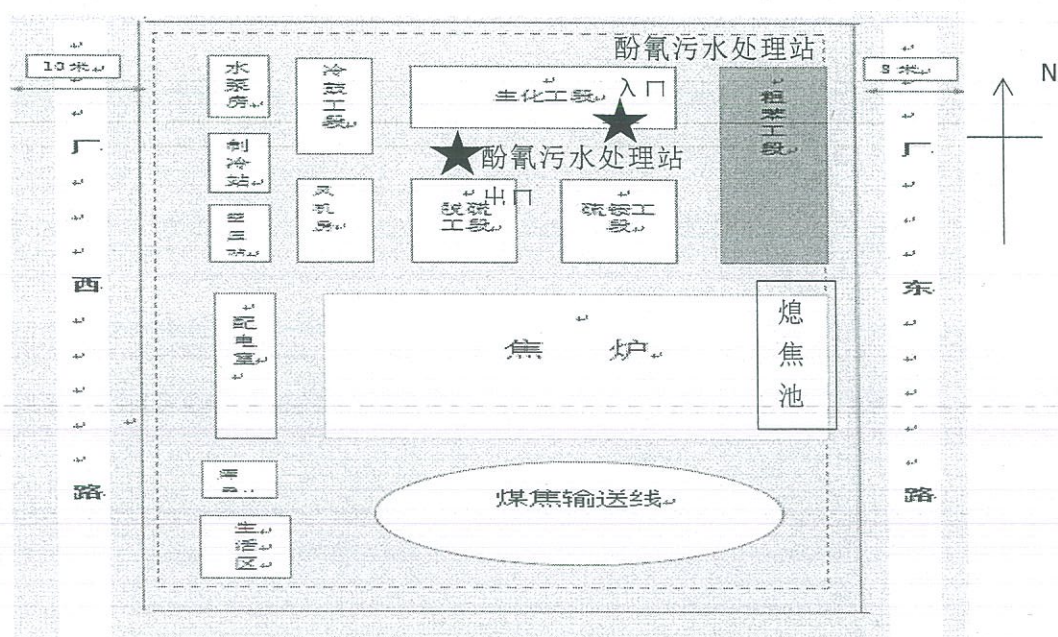 酚氰污水处理站
10米
8米
N
水
泵
房
冷
鼓
工
段
生化工段
入口
粗
苯
工
段
制
冷
站
酚氰污水处理站
出口
风
机
房
脱硫
工段
硫铵工
段
空
压
站
厂
西
路
厂
东
路
配
电
室
焦 炉
熄
焦
池
煤焦输送线
生
活
区